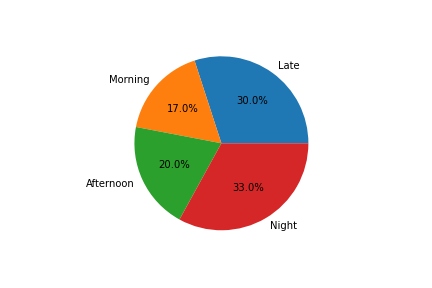 Late
Morning
30.0%
17.0%
20.0%
Afternoon
33.0%
Night